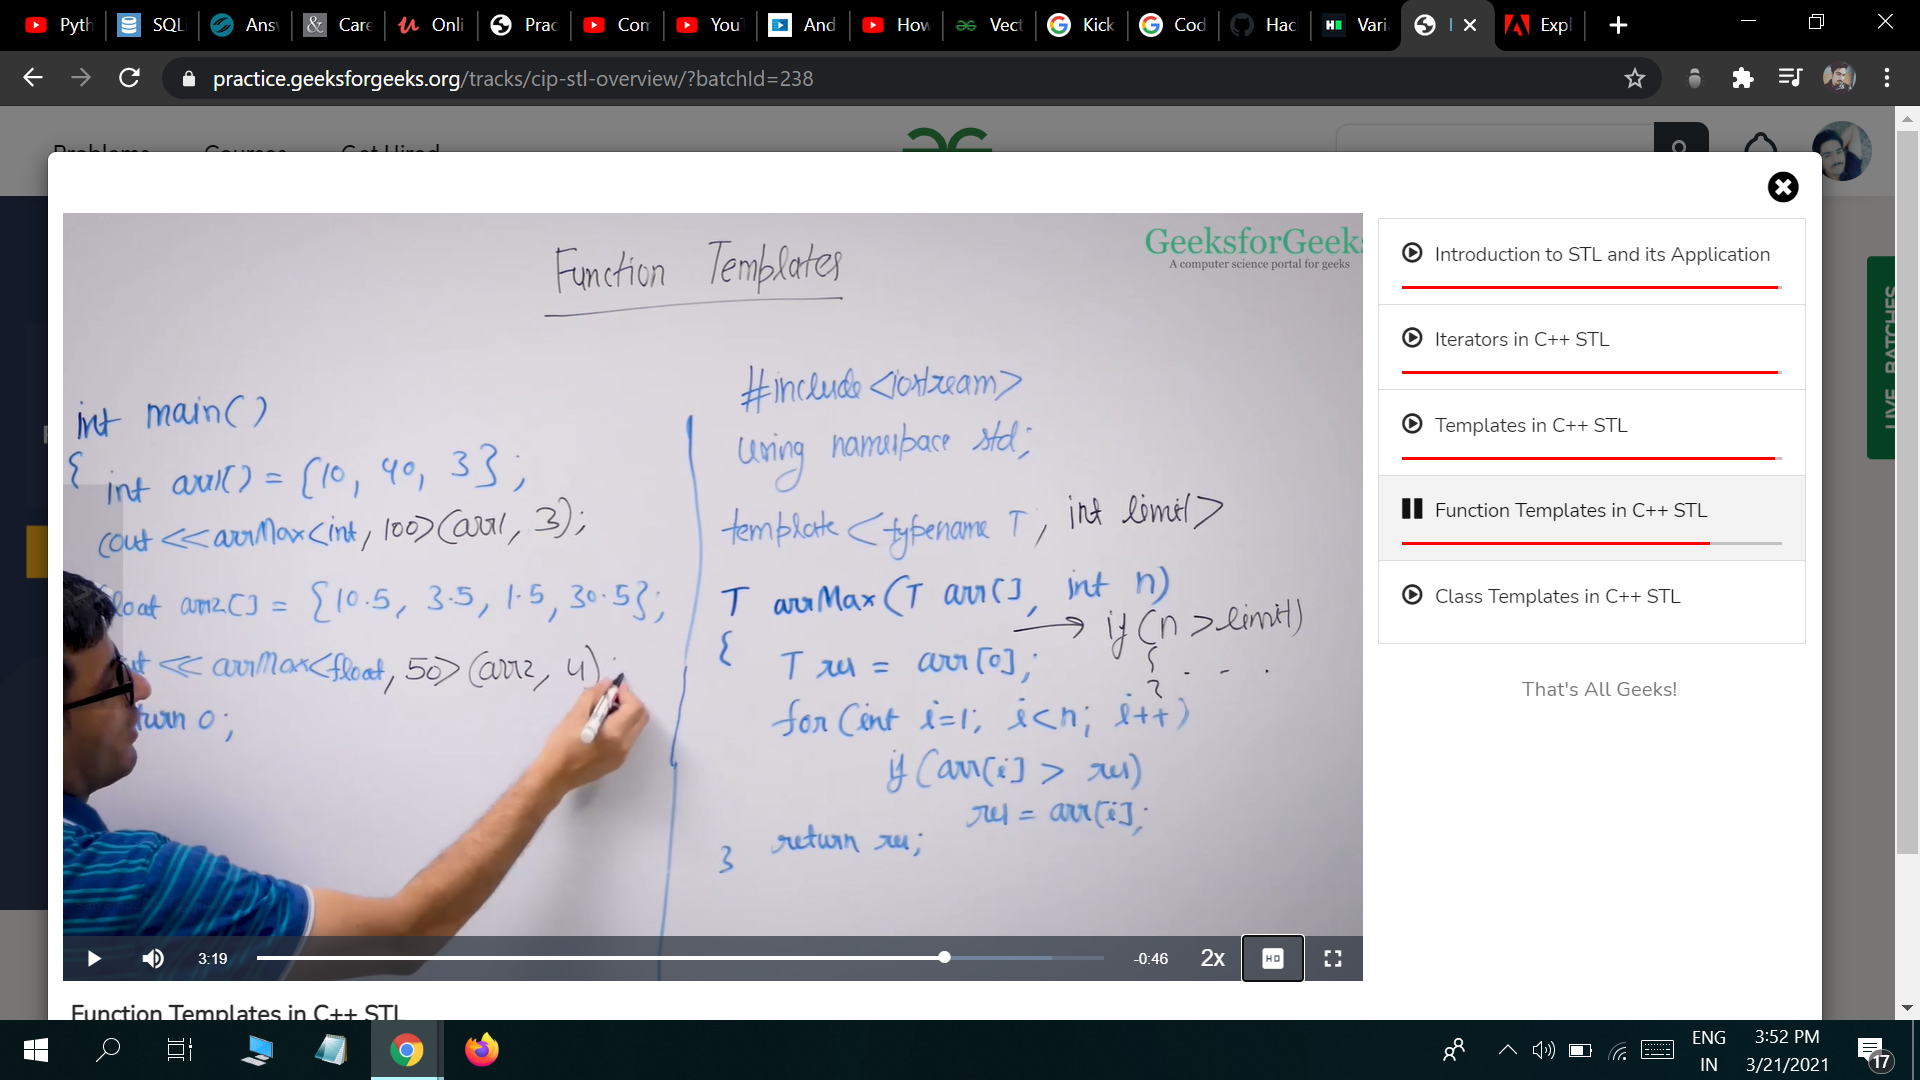 Pyth
SQL
Ans
Care
Onli
Prac
Com
YouT
And
How
Vect
Kick
Cod
Hac
Vari
I
Expl
practice.geeksforgeeks.org/tracks/cip-stl-overview/?batchId=238
Problems Courses Get Hired
Function Templates
GeeksforGeeks
A computer science portal for geeks
int main()
{ int arr1[] = {10, 40, 3};
cout << arrMax<int, 100>(arr1, 3);
float arr2[] = {10.5, 3.5, 1.5, 30.5};
<< arrMax<float, 50>(arr2, 4);
turn 0;
#include <iostream>
using namespace std;
template <typename T, int limit>
T arrMax(T arr[], int n)
→ if (n > limit)
{ T res = arr[0];
{ . - .
}
for (int i=1; i<n; i++)
if (arr[i] > res)
res = arr[i];
return res;
}
3:19
-0:46
2x
HD
Function Templates in C++ STL
Introduction to STL and its Application
Iterators in C++ STL
Templates in C++ STL
Function Templates in C++ STL
Class Templates in C++ STL
That's All Geeks!
LIVE BATCHES
ENG
IN
3:52 PM
3/21/2021
17